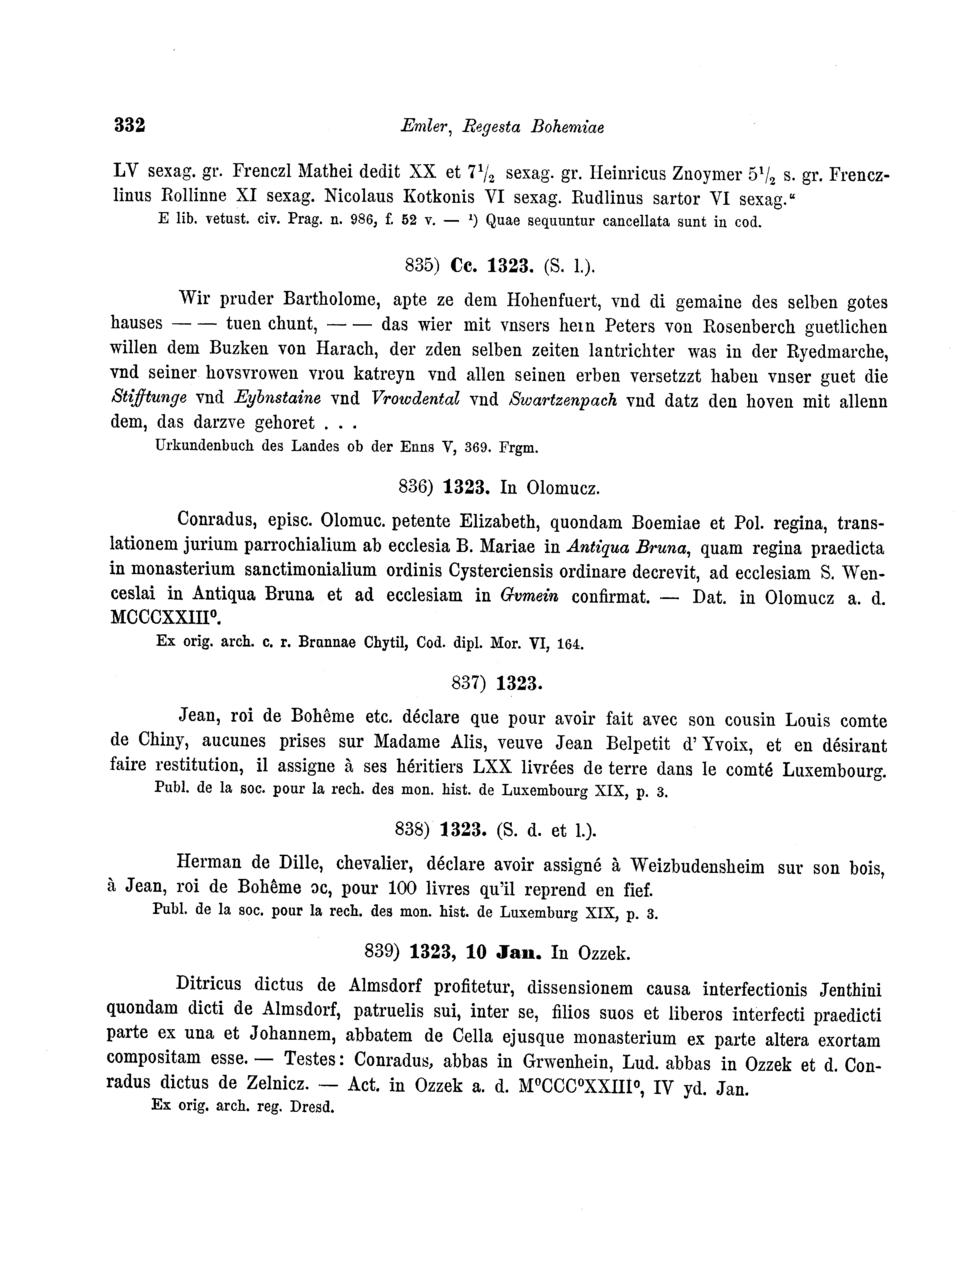 332 Emler, Regesta Bohemiae
LV sexag. gr. Frenczl Mathei dedit XX et 7½ sexag. gr. Heinricus Znoymer 5½ s. gr. Frencz-
linus Rollinne XI sexag. Nicolaus Kotkonis VI sexag. Rudlinus sartor VI sexag.“
E lib. vetust. civ. Prag. n. 986, f. 52 v. — ¹) Quae sequuntur cancellata sunt in cod.
835) Cc. 1323. (S. l.).
Wir pruder Bartholome, apte ze dem Hohenfuert, vnd di gemaine des selben gotes
hauses — — tuen chunt, — — das wier mit vnsers hern Peters von Rosenberch guetlichen
willen dem Buzken von Harach, der zden selben zeiten lantrichter was in der Ryedmarche,
vnd seiner hovsvrowen vrou katreyn vnd allen seinen erben versetzzt haben vnser guet die
Stifftunge vnd Eybnstaine vnd Vrowdental vnd Swartzenpach vnd datz den hoven mit allenn
dem, das darzve gehoret . . .
Urkundenbuch des Landes ob der Enns V, 369. Frgm.
836) 1323. In Olomucz.
Conradus, episc. Olomuc. petente Elizabeth, quondam Boemiae et Pol. regina, trans-
lationem jurium parrochialium ab ecclesia B. Mariae in Antiqua Bruna, quam regina praedicta
in monasterium sanctimonialium ordinis Cysterciensis ordinare decrevit, ad ecclesiam S. Wen-
ceslai in Antiqua Bruna et ad ecclesiam in Gvmein confirmat. — Dat. in Olomucz a. d.
MCCCXXIII⁰.
Ex orig. arch. c. r. Brunnae Chytil, Cod. dipl. Mor. VI, 164.
837) 1323.
Jean, roi de Bohême etc. déclare que pour avoir fait avec son cousin Louis comte
de Chiny, aucunes prises sur Madame Alis, veuve Jean Belpetit d' Yvoix, et en désirant
faire restitution, il assigne à ses héritiers LXX livrées de terre dans le comté Luxembourg.
Publ. de la soc. pour la rech. des mon. hist. de Luxembourg XIX, p. 3.
838) 1323. (S. d. et l.).
Herman de Dille, chevalier, déclare avoir assigné à Weizbudensheim sur son bois,
à Jean, roi de Bohême ɔc, pour 100 livres qu'il reprend en fief.
Publ. de la soc. pour la rech. des mon. hist. de Luxemburg XIX, p. 3.
839) 1323, 10 Jan. In Ozzek.
Ditricus dictus de Almsdorf profitetur, dissensionem causa interfectionis Jenthini
quondam dicti de Almsdorf, patruelis sui, inter se, filios suos et liberos interfecti praedicti
parte ex una et Johannem, abbatem de Cella ejusque monasterium ex parte altera exortam
compositam esse. — Testes: Conradus, abbas in Grwenhein, Lud. abbas in Ozzek et d. Con-
radus dictus de Zelnicz. — Act. in Ozzek a. d. M⁰CCC⁰XXIII⁰, IV yd. Jan.
Ex orig. arch. reg. Dresd.